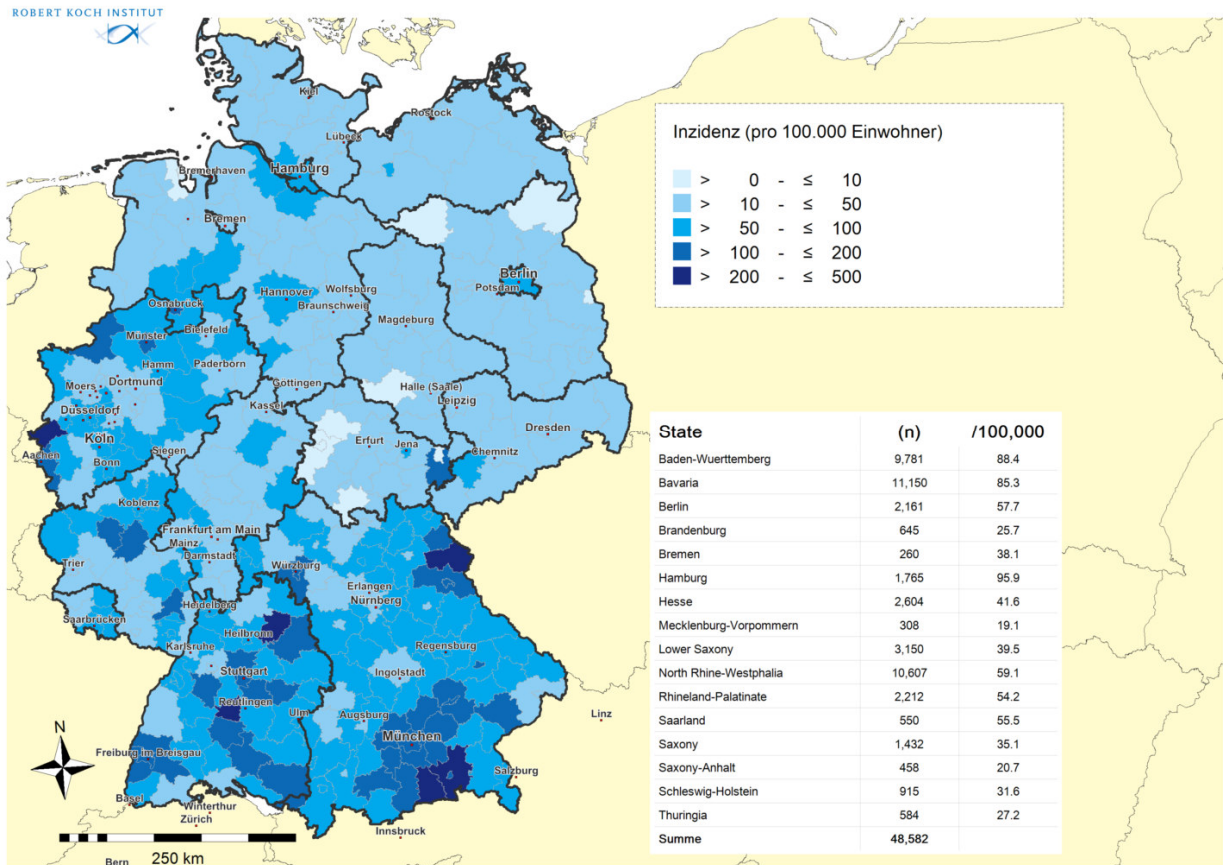 ROBERT KOCH INSTITUT
Kiel
Rostock
Lübeck
Hamburg
Bremerhaven
Bremen
Berlin
Potsdam
Hannover
Wolfsburg
Braunschweig
Osnabrück
Magdeburg
Bielefeld
Münster
Hamm
Paderborn
Göttingen
Halle (Saale)
Moers
Dortmund
Leipzig
Kassel
Düsseldorf
Dresden
Köln
Erfurt
Jena
Chemnitz
Aachen
Siegen
Bonn
Koblenz
Frankfurt am Main
Mainz
Darmstadt
Trier
Würzburg
Erlangen
Nürnberg
Heidelberg
Saarbrücken
Heilbronn
Karlsruhe
Regensburg
Stuttgart
Ingolstadt
Reutlingen
Ulm
Augsburg
Linz
München
Freiburg im Breisgau
Salzburg
Basel
Winterthur
Zürich
Innsbruck
Bern
N
250 km
Inzidenz (pro 100.000 Einwohner)
> 0 - ≤ 10
> 10 - ≤ 50
> 50 - ≤ 100
> 100 - ≤ 200
> 200 - ≤ 500
State (n) /100,000
Baden-Wuerttemberg 9,781 88.4
Bavaria 11,150 85.3
Berlin 2,161 57.7
Brandenburg 645 25.7
Bremen 260 38.1
Hamburg 1,765 95.9
Hesse 2,604 41.6
Mecklenburg-Vorpommern 308 19.1
Lower Saxony 3,150 39.5
North Rhine-Westphalia 10,607 59.1
Rhineland-Palatinate 2,212 54.2
Saarland 550 55.5
Saxony 1,432 35.1
Saxony-Anhalt 458 20.7
Schleswig-Holstein 915 31.6
Thuringia 584 27.2
Summe 48,582